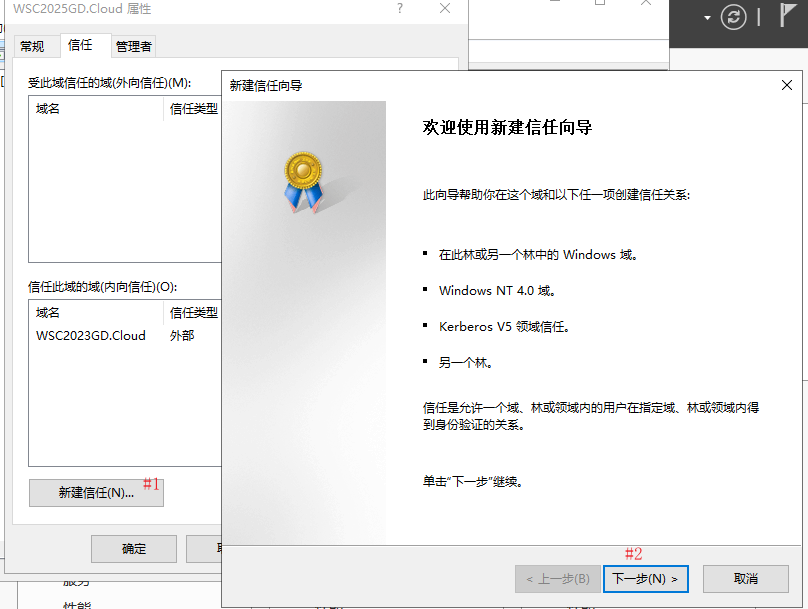 WSC2025GD.Cloud 属性
常规
信任
管理者
受此域信任的域(外向信任)(M):
域名
信任类型
信任此域的域(内向信任)(O):
域名
信任类型
WSC2023GD.Cloud
外部
新建信任(N)...
#1
确定
新建信任向导
欢迎使用新建信任向导
此向导帮助你在这个域和以下任一项创建信任关系:
▪ 在此林或另一个林中的 Windows 域。
▪ Windows NT 4.0 域。
▪ Kerberos V5 领域信任。
▪ 另一个林。
信任是允许一个域、林或领域内的用户在指定域、林或领域内得
到身份验证的关系。
单击“下一步”继续。
#2
< 上一步(B)
下一步(N) >
取消
服务
性能